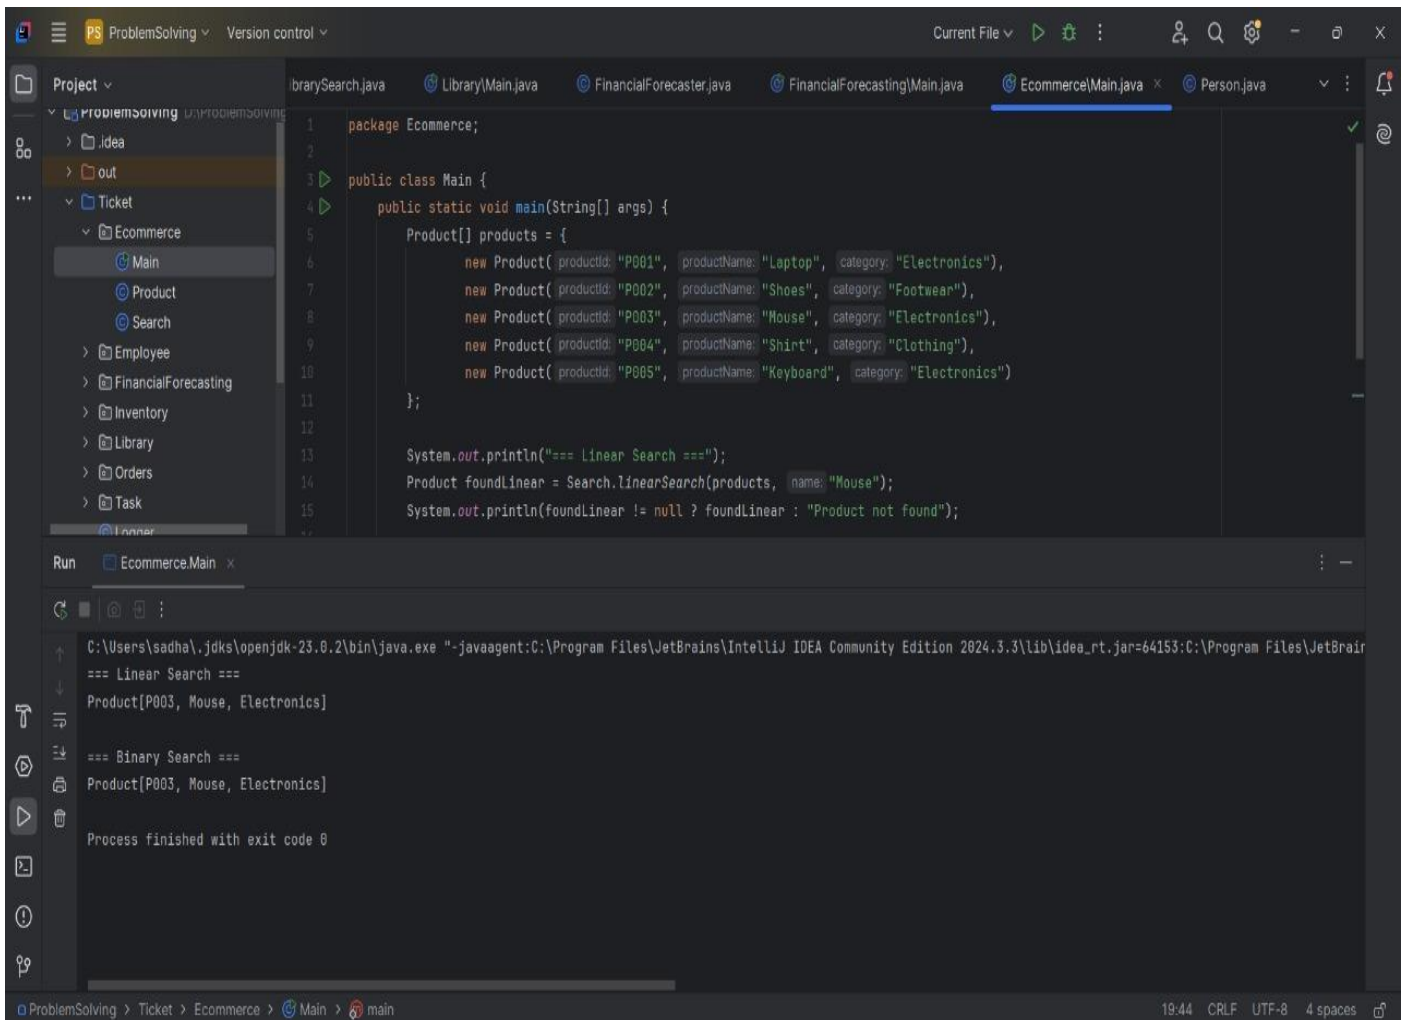 PS ProblemSolving Version control Current File
Project
ibrarySearch.java Library\Main.java FinancialForecaster.java FinancialForecasting\Main.java Ecommerce\Main.java × Person.java
ProblemSolving D:\ProblemSolving
.idea
out
Ticket
Ecommerce
Main
Product
Search
Employee
FinancialForecasting
Inventory
Library
Orders
Task
Logger
1 package Ecommerce;
2
3 public class Main {
4 public static void main(String[] args) {
5 Product[] products = {
6 new Product( productId: "P001", productName: "Laptop", category: "Electronics"),
7 new Product( productId: "P002", productName: "Shoes", category: "Footwear"),
8 new Product( productId: "P003", productName: "Mouse", category: "Electronics"),
9 new Product( productId: "P004", productName: "Shirt", category: "Clothing"),
10 new Product( productId: "P005", productName: "Keyboard", category: "Electronics")
11 };
12
13 System.out.println("=== Linear Search ===");
14 Product foundLinear = Search.linearSearch(products, name: "Mouse");
15 System.out.println(foundLinear != null ? foundLinear : "Product not found");
Run Ecommerce.Main ×
C:\Users\sadha\.jdks\openjdk-23.0.2\bin\java.exe "-javaagent:C:\Program Files\JetBrains\IntelliJ IDEA Community Edition 2024.3.3\lib\idea_rt.jar=64153:C:\Program Files\JetBrair
=== Linear Search ===
Product[P003, Mouse, Electronics]
=== Binary Search ===
Product[P003, Mouse, Electronics]
Process finished with exit code 0
ProblemSolving > Ticket > Ecommerce > Main > main 19:44 CRLF UTF-8 4 spaces